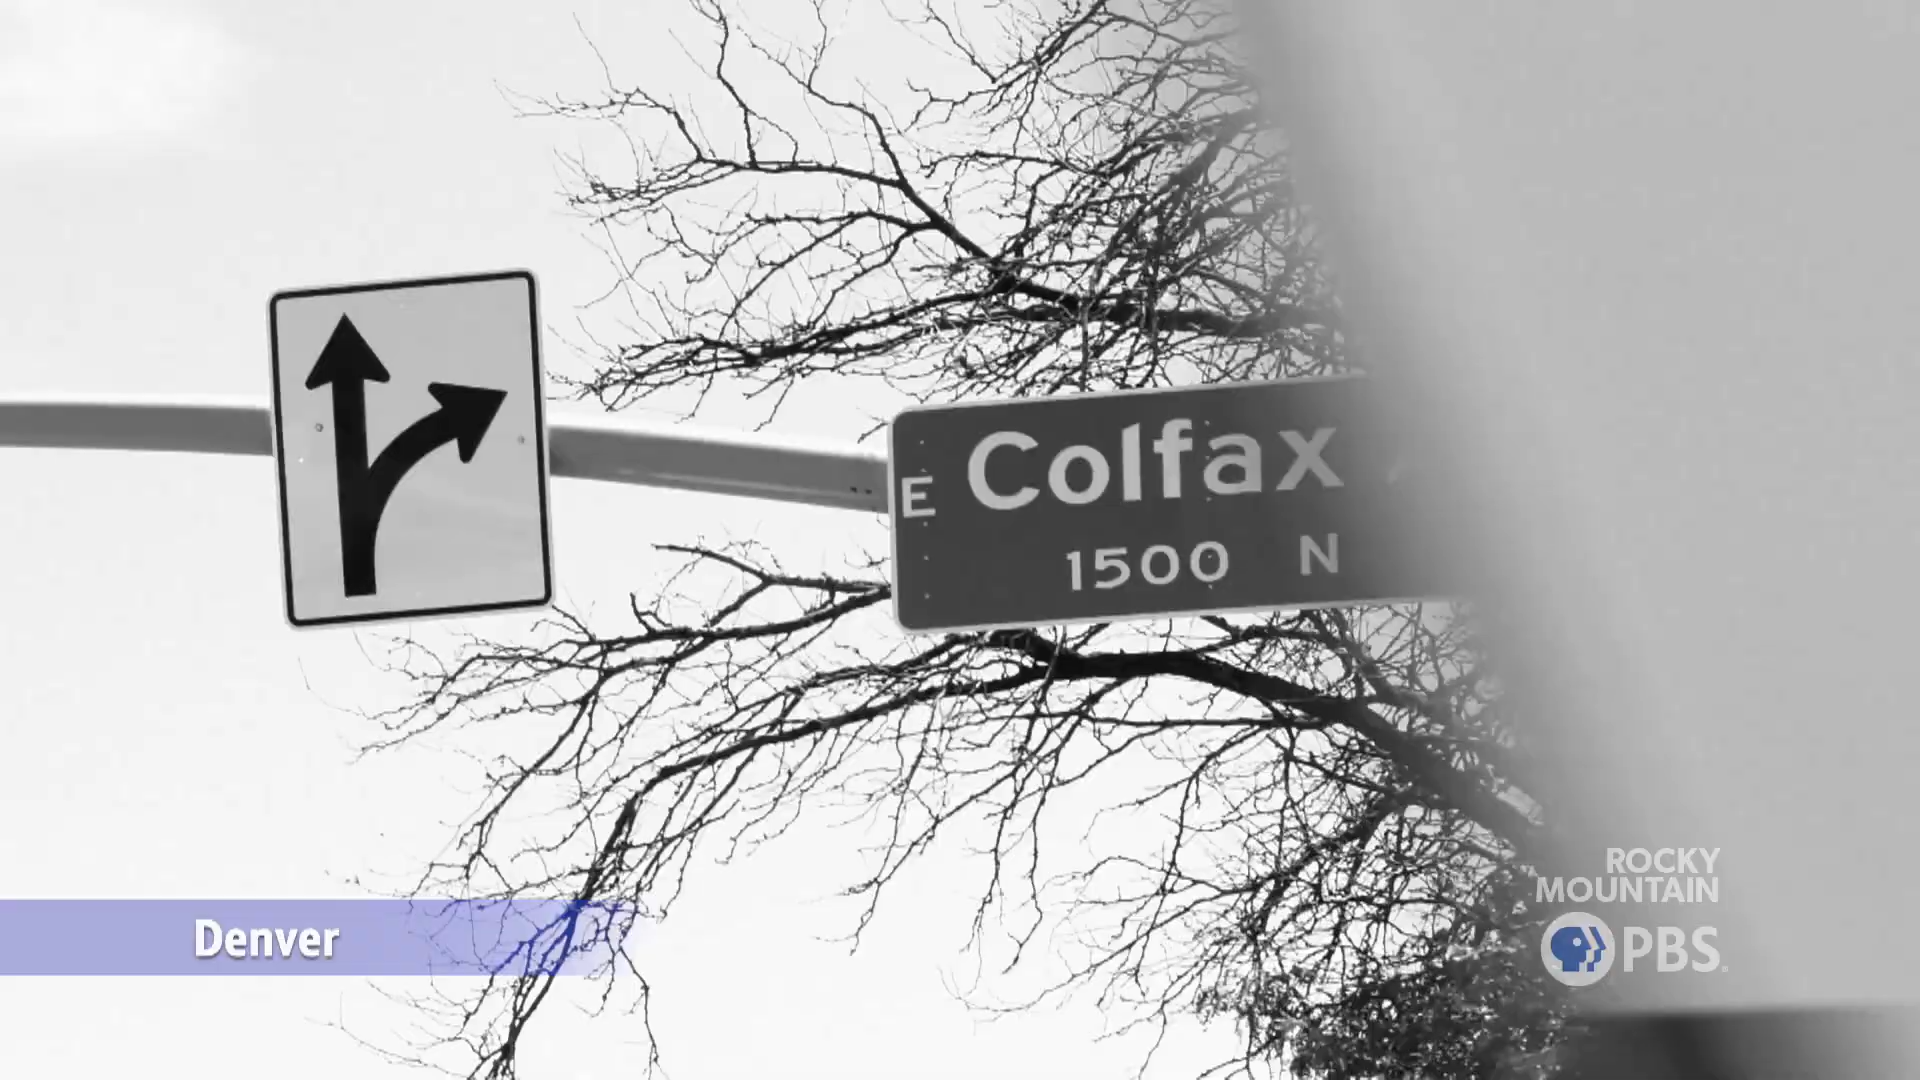 E Colfax
1500 N
Denver
ROCKY
MOUNTAIN
PBS